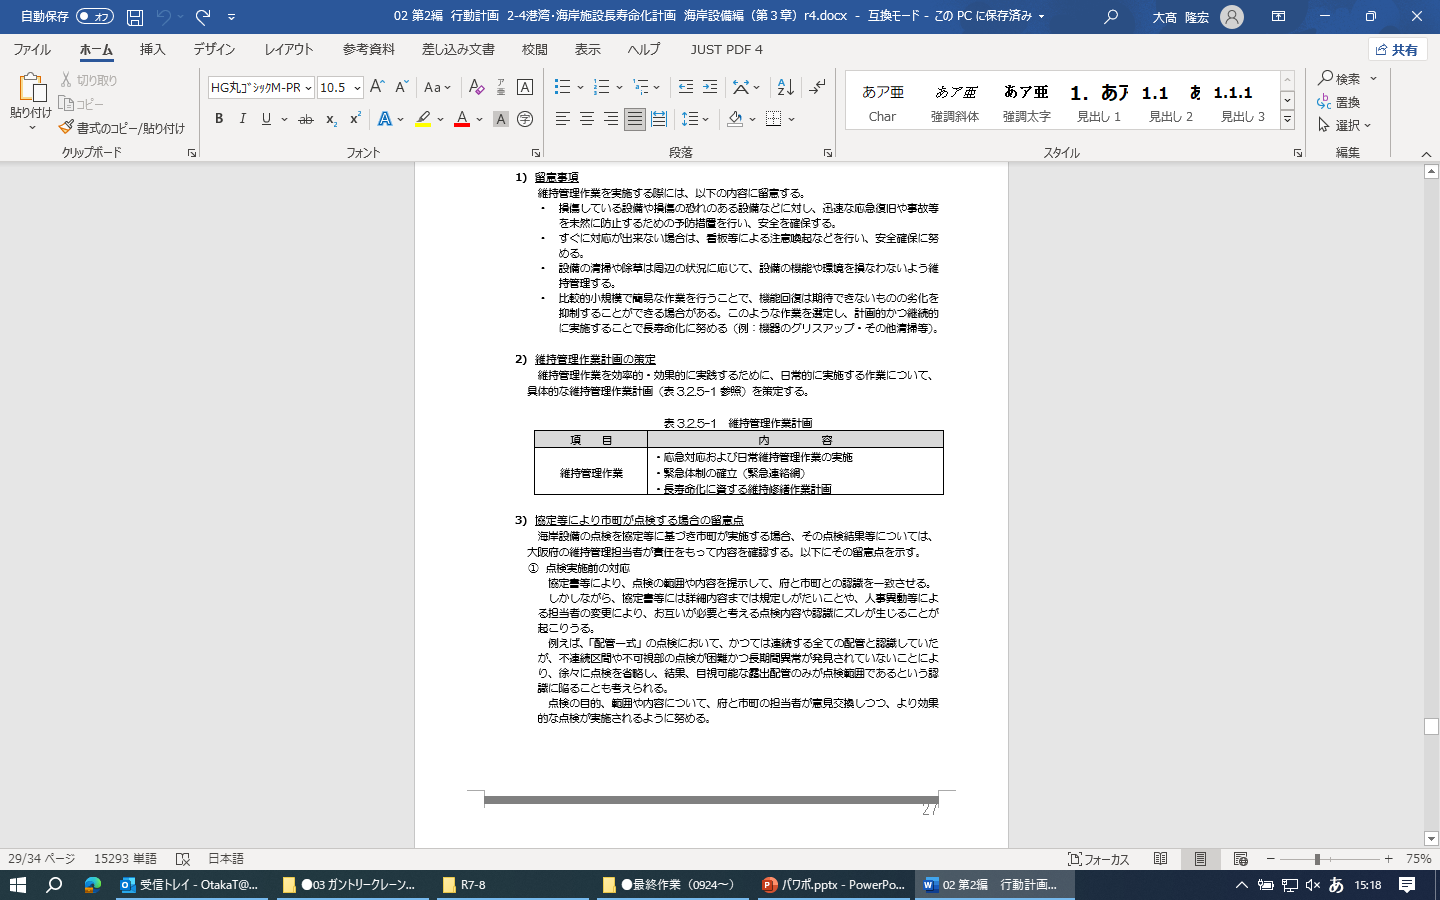 自動保存 オフ 02 第2編 行動計画 2-4港湾・海岸施設長寿命化計画 海岸設備編（第３章）r4.docx - 互換モード - この PC に保存済み 大髙 隆宏
ファイル ホーム 挿入 デザイン レイアウト 参考資料 差し込み文書 校閲 表示 ヘルプ JUST PDF 4 共有
貼り付け
切り取り
コピー
書式のコピー/貼り付け
クリップボード
HG丸ｺﾞｼｯｸM-PR 10.5
フォント
段落
あア亜 あア亜 あア亜 1. あア 1.1 あ 1.1.1
Char 強調斜体 強調太字 見出し 1 見出し 2 見出し 3
スタイル
検索
置換
選択
編集
1) 留意事項
維持管理作業を実施する際には、以下の内容に留意する。
・ 損傷している設備や損傷の恐れのある設備などに対し、迅速な応急復旧や事故等
を未然に防止するための予防措置を行い、安全を確保する。
・ すぐに対応が出来ない場合は、看板等による注意喚起などを行い、安全確保に努
める。
・ 設備の清掃や除草は周辺の状況に応じて、設備の機能や環境を損なわないよう維
持管理する。
・ 比較的小規模で簡易な作業を行うことで、機能回復は期待できないものの劣化を
抑制することができる場合がある。このような作業を選定し、計画的かつ継続的
に実施することで長寿命化に努める（例：機器のグリスアップ・その他清掃等）。
2) 維持管理作業計画の策定
維持管理作業を効率的・効果的に実践するために、日常的に実施する作業について、
具体的な維持管理作業計画（表 3.2.5-1 参照）を策定する。
表 3.2.5-1 維持管理作業計画
項 目 内 容
維持管理作業
・応急対応および日常維持管理作業の実施
・緊急体制の確立（緊急連絡網）
・長寿命化に資する維持修繕作業計画
3) 協定等により市町が点検する場合の留意点
海岸設備の点検を協定等に基づき市町が実施する場合、その点検結果等については、
大阪府の維持管理担当者が責任をもって内容を確認する。以下にその留意点を示す。
① 点検実施前の対応
協定書等により、点検の範囲や内容を提示して、府と市町との認識を一致させる。
しかしながら、協定書等には詳細内容までは規定しがたいことや、人事異動等によ
る担当者の変更により、お互いが必要と考える点検内容や認識にズレが生じることが
起こりうる。
例えば、「配管一式」の点検において、かつては連続する全ての配管と認識していた
が、不連続区間や不可視部の点検が困難かつ長期間異常が発見されていないことによ
り、徐々に点検を省略し、結果、目視可能な露出配管のみが点検範囲であるという認
識に陥ることも考えられる。
点検の目的、範囲や内容について、府と市町の担当者が意見交換しつつ、より効果
的な点検が実施されるように努める。
27
29/34 ページ 15293 単語 日本語 フォーカス 75%
受信トレイ - OtakaT@... ●03 ガントリークレーン... R7-8 ●最終作業（0924～） パワポ.pptx - PowerPo... 02 第2編 行動計画... あ 15:18